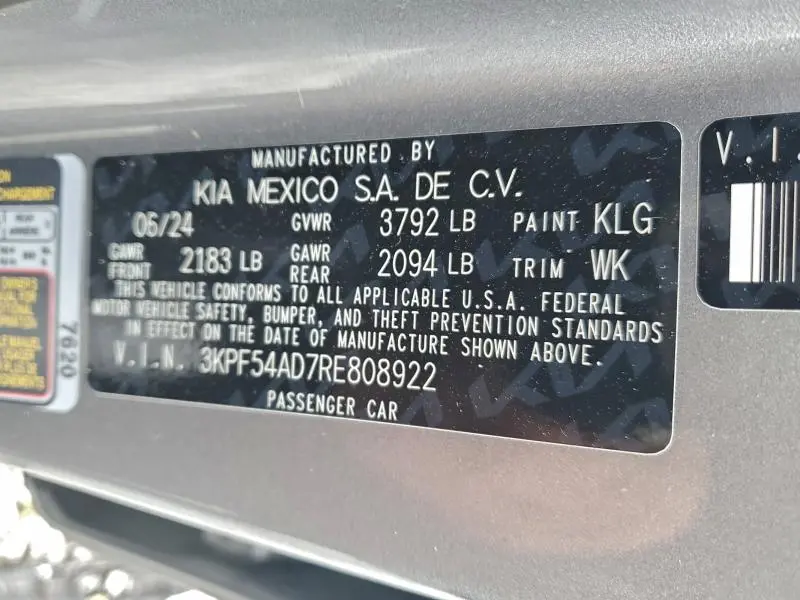 MANUFACTURED BY
KIA MEXICO S.A. DE C.V.
06/24 GVWR 3792 LB PAINT KLG
GAWR FRONT 2183 LB GAWR REAR 2094 LB TRIM WK
THIS VEHICLE CONFORMS TO ALL APPLICABLE U.S.A. FEDERAL
MOTOR VEHICLE SAFETY, BUMPER, AND THEFT PREVENTION STANDARDS
IN EFFECT ON THE DATE OF MANUFACTURE SHOWN ABOVE.
V.I.N. 3KPF54AD7RE808922
PASSENGER CAR
V.I.
7620